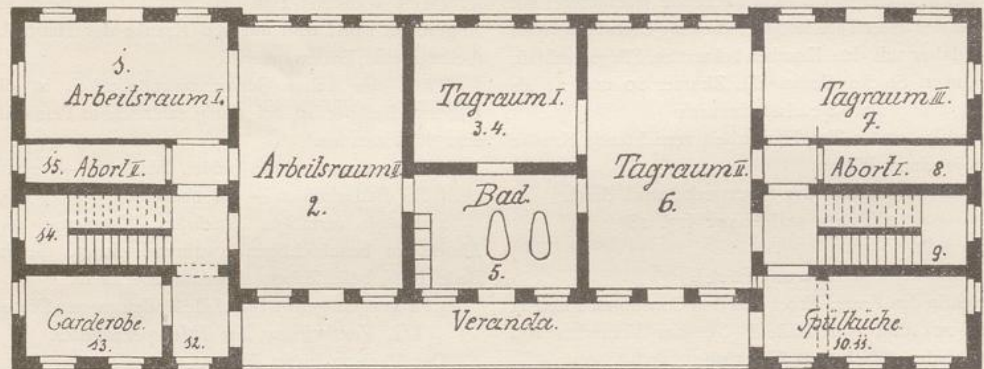 1.
Arbeitsraum I.
Arbeitsraum II.
2.
Tagraum I.
3. 4.
Bad.
5.
Tagraum II.
6.
Tagraum III.
7.
Abort I. 8.
9.
Spülküche.
10. 11.
Veranda.
12.
Garderobe.
13.
14.
15. Abort II.